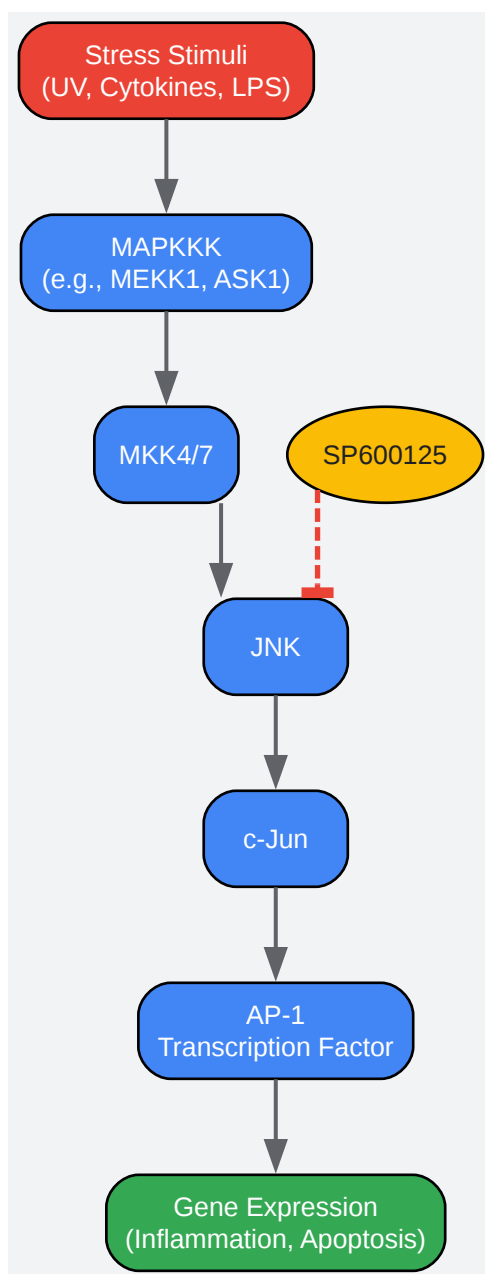 Stress Stimuli
(UV, Cytokines, LPS)
MAPKKK
(e.g., MEKK1, ASK1)
MKK4/7
SP600125
JNK
c-Jun
AP-1
Transcription Factor
Gene Expression
(Inflammation, Apoptosis)